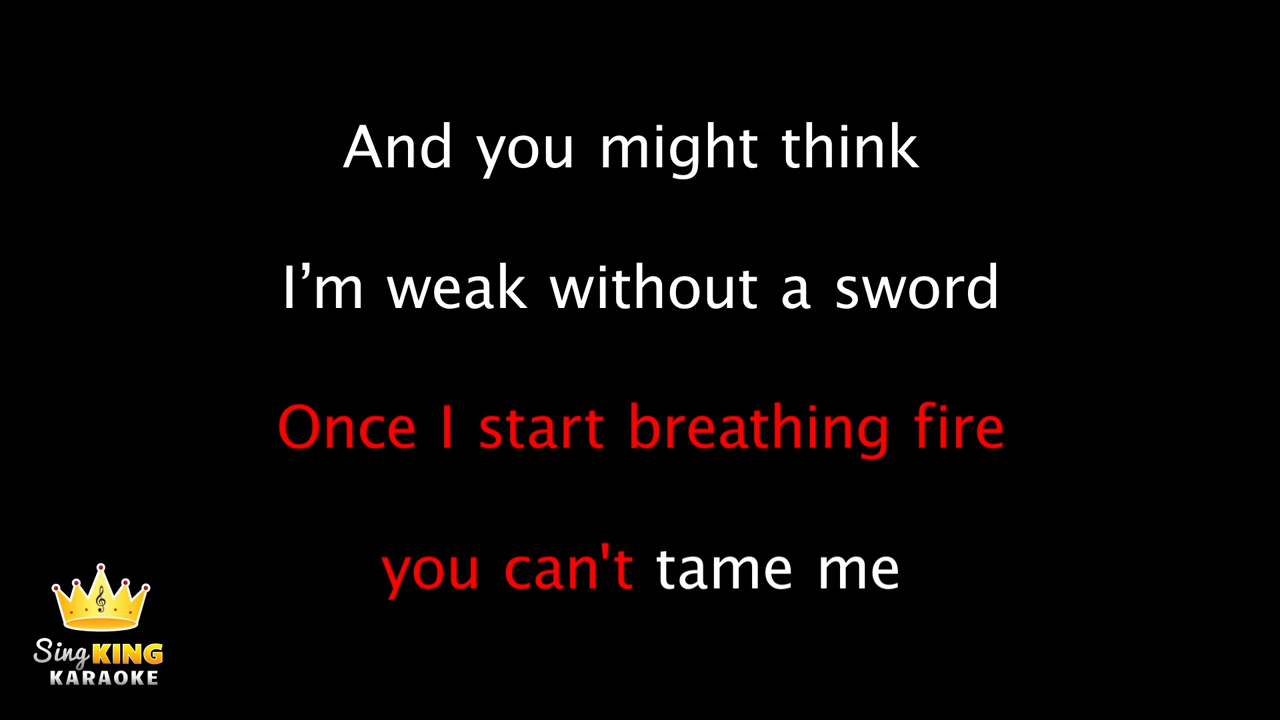 And you might think
I’m weak without a sword
Once I start breathing fire
you can't tame me
Sing KING
KARAOKE